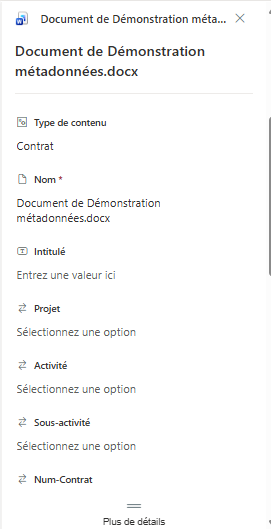 Document de Démonstration méta...
Document de Démonstration
métadonnées.docx
Type de contenu
Contrat
Nom *
Document de Démonstration
métadonnées.docx
Intitulé
Entrez une valeur ici
Projet
Sélectionnez une option
Activité
Sélectionnez une option
Sous-activité
Sélectionnez une option
Num-Contrat
Plus de détails